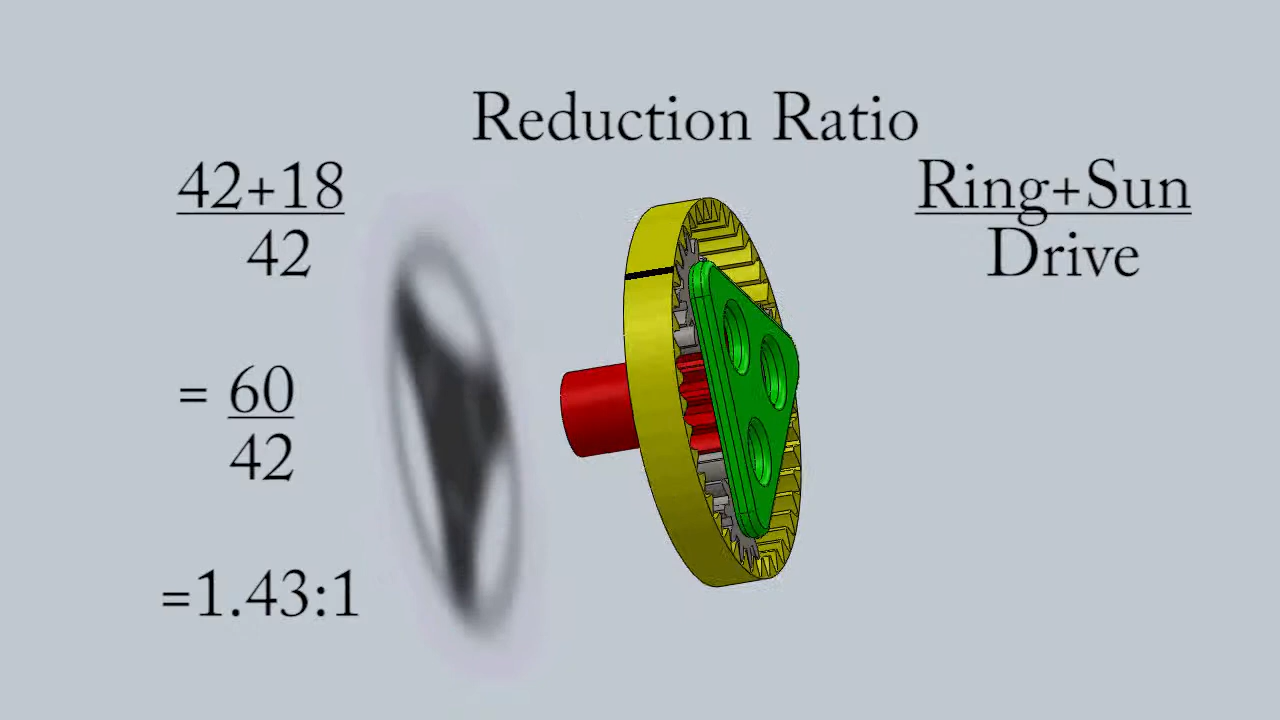 Reduction Ratio
42+18
42
= 60
42
=1.43:1
Ring+Sun
Drive